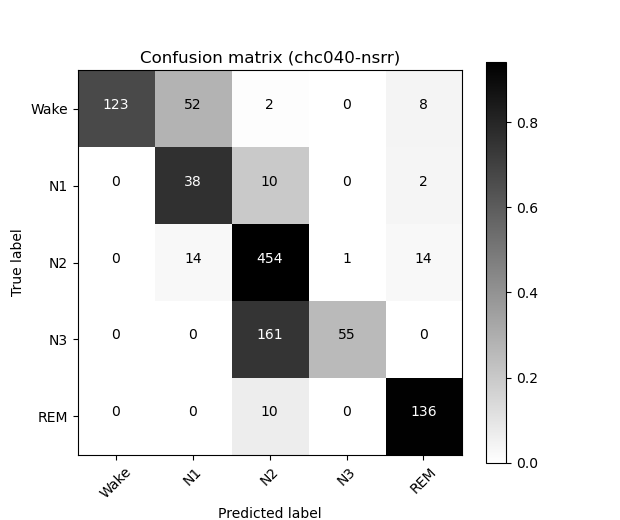 Confusion matrix (chc040-nsrr)
Wake 123 52 2 0 8
N1 0 38 10 0 2
N2 0 14 454 1 14
N3 0 0 161 55 0
REM 0 0 10 0 136
Wake N1 N2 N3 REM
Predicted label
True label
0.8
0.6
0.4
0.2
0.0